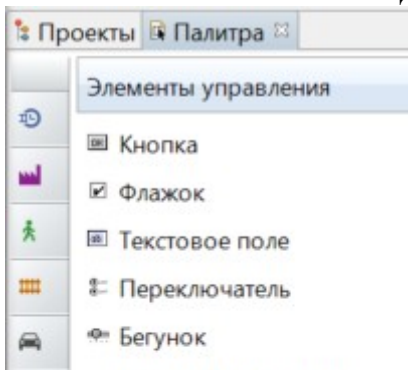 Проекты Палитра
Элементы управления
Кнопка
Флажок
Текстовое поле
Переключатель
Бегунок